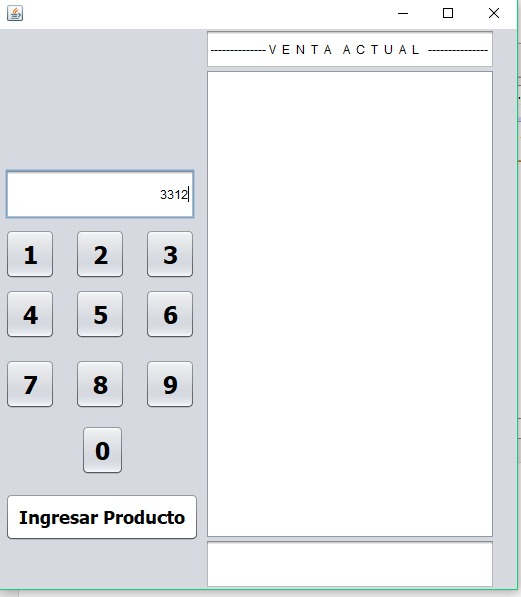 --------------V E N T A   A C T U A L  ---------------
3312
1 2 3
4 5 6
7 8 9
0
Ingresar Producto